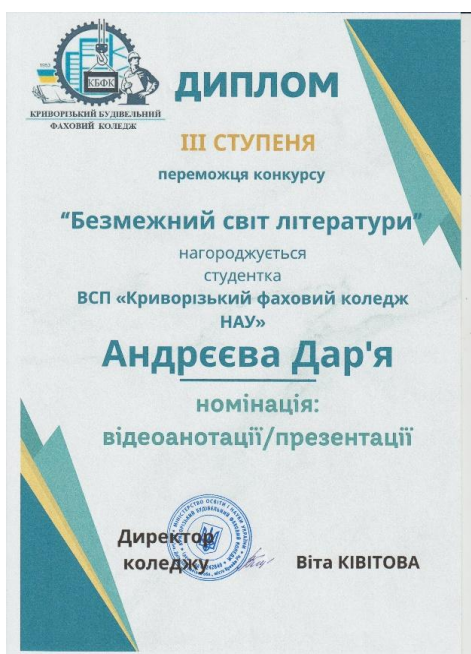 КБФК
КРИВОРІЗЬКИЙ БУДІВЕЛЬНИЙ
ФАХОВИЙ КОЛЕДЖ
ДИПЛОМ
ІІІ СТУПЕНЯ
переможця конкурсу
“Безмежний світ літератури”
нагороджується
студентка
ВСП «Криворізький фаховий коледж
НАУ»
Андрєєва Дар'я
номінація:
відеоанотації/презентації
Директор
коледжу
Віта КІВІТОВА